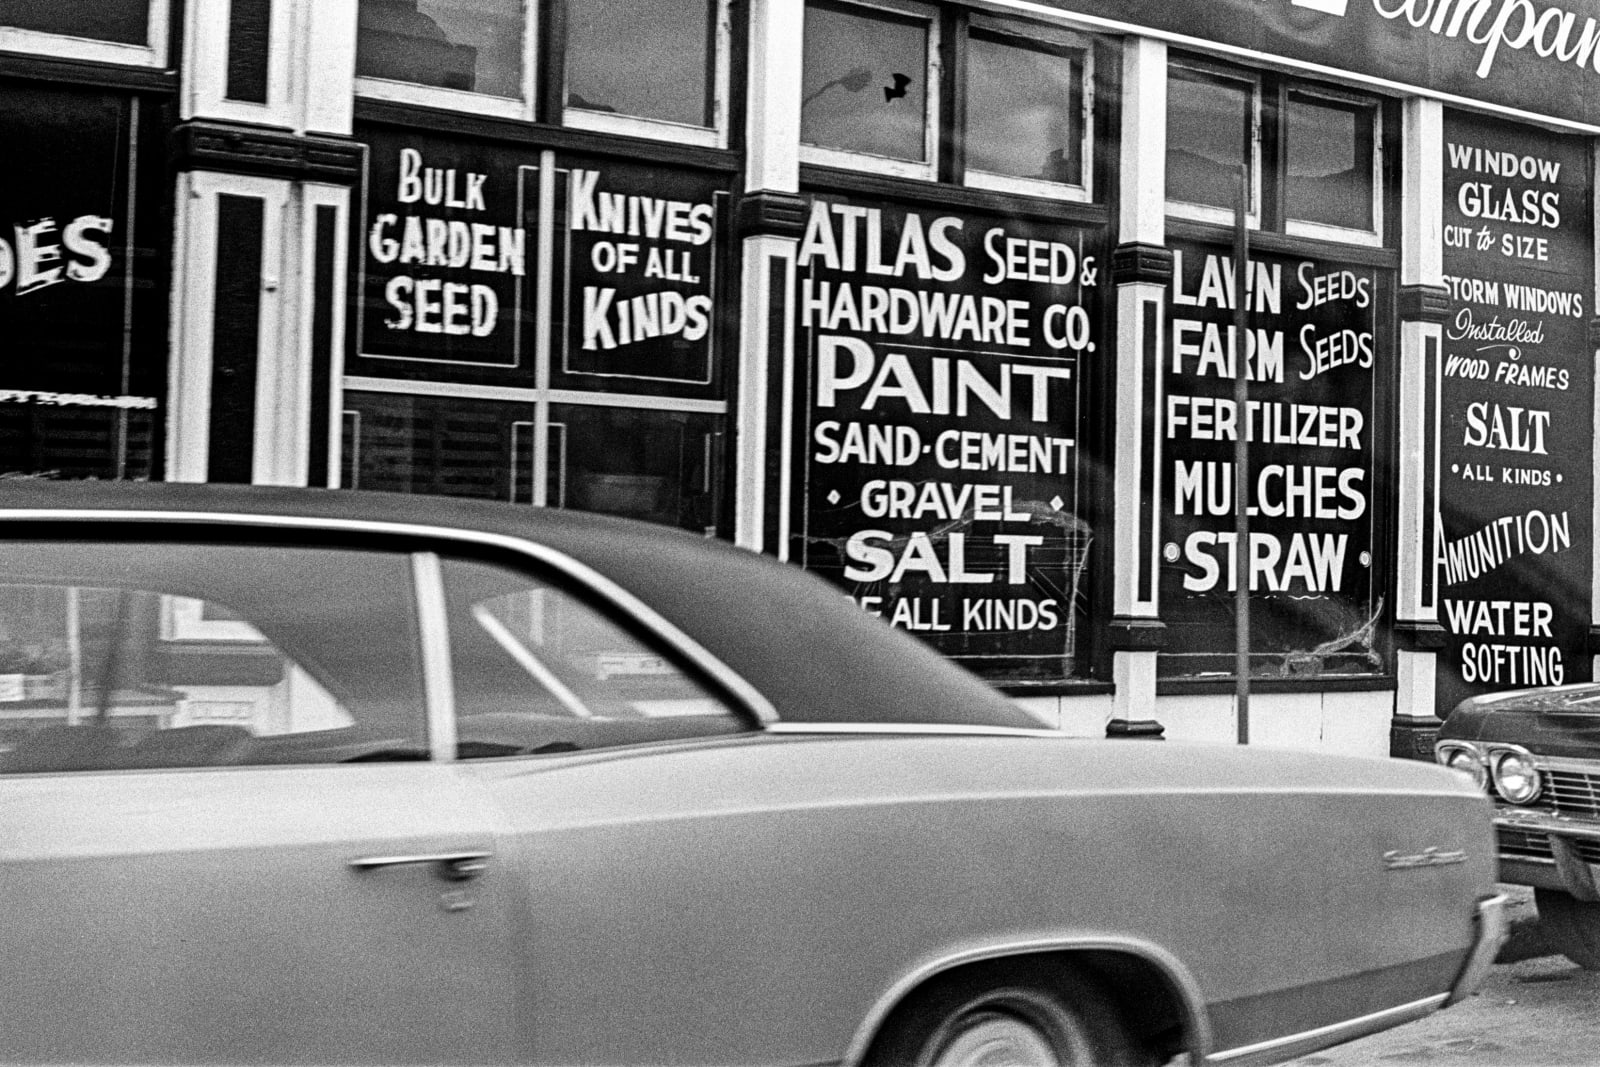 Company
BULK
GARDEN
SEED
KNIVES
OF ALL
KINDS
ATLAS SEED &
HARDWARE CO.
PAINT
SAND-CEMENT
GRAVEL
SALT
ALL KINDS
LAWN SEEDS
FARM SEEDS
FERTILIZER
MULCHES
STRAW
WINDOW
GLASS
CUT to SIZE
STORM WINDOWS
Installed
WOOD FRAMES
SALT
• ALL KINDS •
AMUNITION
WATER
SOFTING